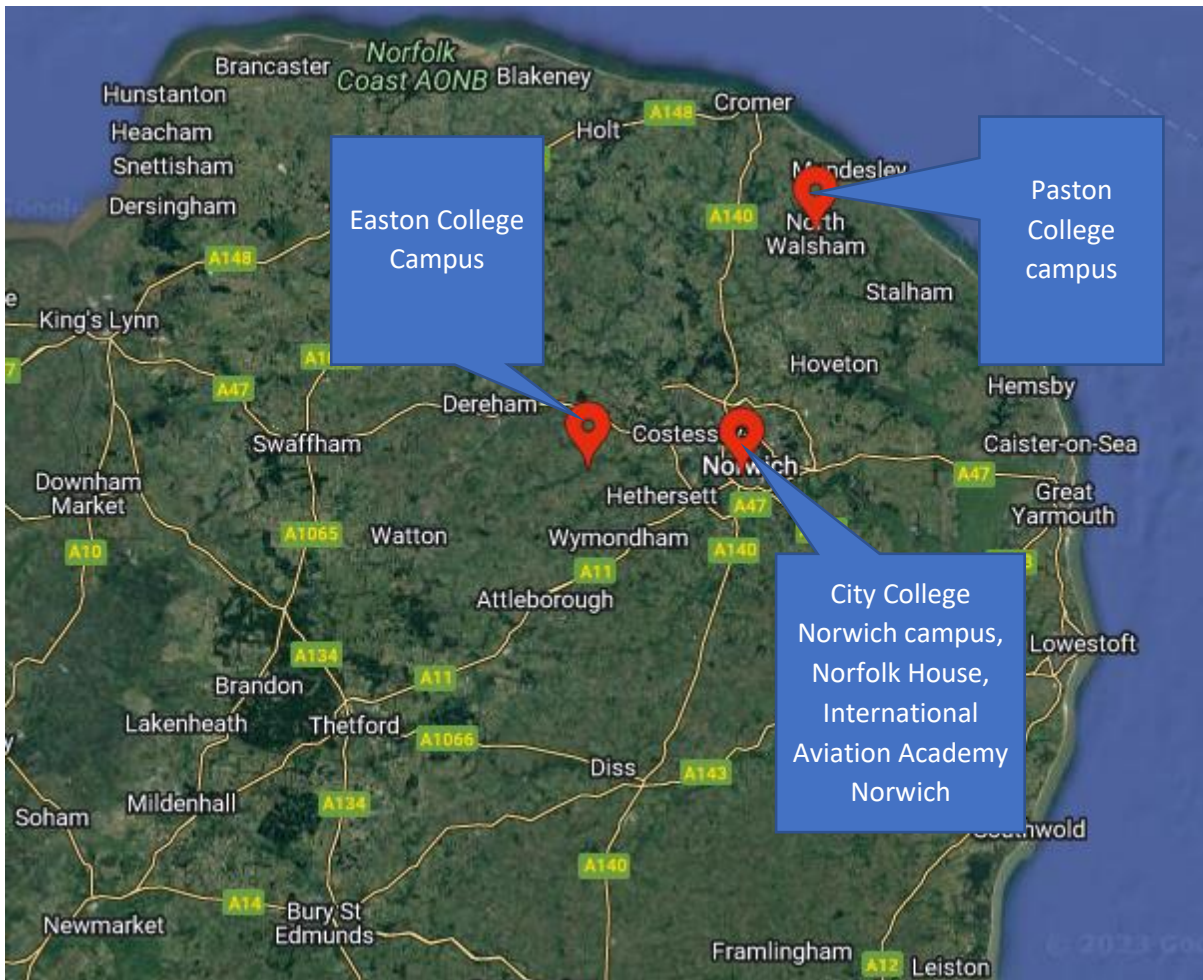 Norfolk
Coast AONB
Brancaster
Blakeney
Hunstanton
Cromer
A148
Heacham
Holt
Snettisham
Mundesley
Dersingham
Easton College
Campus
Paston
College
campus
A140
North
Walsham
A148
Stalham
King's Lynn
Hoveton
A47
Hemsby
Dereham
Costess
Swaffham
Caister-on-Sea
Norwich
A47
Downham
Market
Hethersett
A47
Great
Yarmouth
A1065
Watton
Wymondham
A10
A140
A11
Attleborough
City College
Norwich campus,
Norfolk House,
International
Aviation Academy
Norwich
Lowestoft
A134
Brandon
A11
Lakenheath
Thetford
A1066
Diss
A143
Mildenhall
A134
Soham
Southwold
A140
A14
Bury St
Edmunds
Newmarket
Framlingham
A12
Leiston